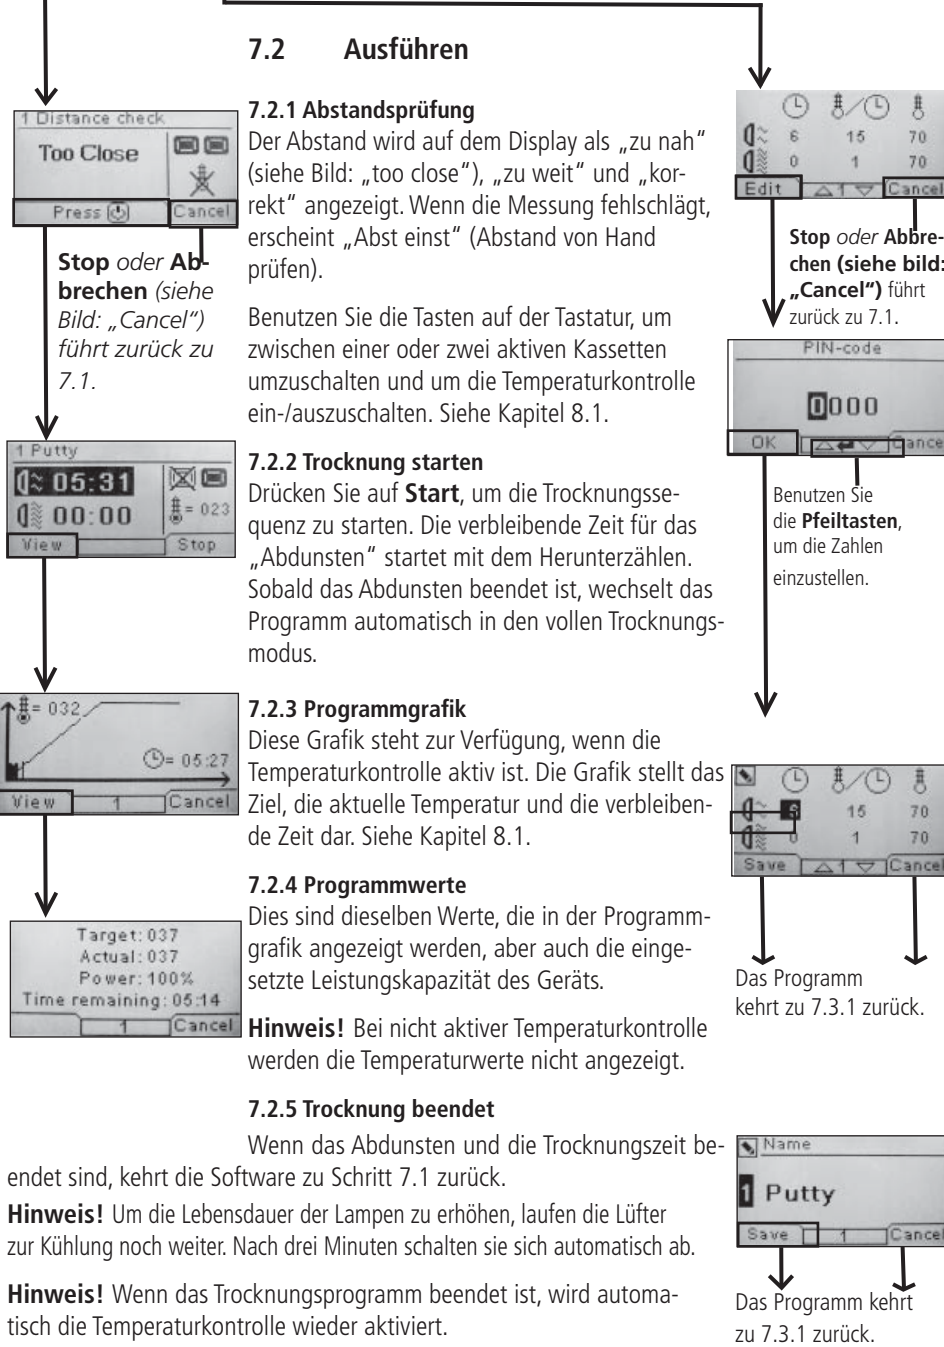 7.2 Ausführen
7.2.1 Abstandsprüfung
Der Abstand wird auf dem Display als „zu nah“
(siehe Bild: „too close“), „zu weit“ und „kor-
rekt“ angezeigt. Wenn die Messung fehlschlägt,
erscheint „Abst einst“ (Abstand von Hand
prüfen).
Benutzen Sie die Tasten auf der Tastatur, um
zwischen einer oder zwei aktiven Kassetten
umzuschalten und um die Temperaturkontrolle
ein-/auszuschalten. Siehe Kapitel 8.1.
7.2.2 Trocknung starten
Drücken Sie auf Start, um die Trocknungsse-
quenz zu starten. Die verbleibende Zeit für das
„Abdunsten“ startet mit dem Herunterzählen.
Sobald das Abdunsten beendet ist, wechselt das
Programm automatisch in den vollen Trocknungs-
modus.
7.2.3 Programmgrafik
Diese Grafik steht zur Verfügung, wenn die
Temperaturkontrolle aktiv ist. Die Grafik stellt das
Ziel, die aktuelle Temperatur und die verbleiben-
de Zeit dar. Siehe Kapitel 8.1.
7.2.4 Programmwerte
Dies sind dieselben Werte, die in der Programm-
grafik angezeigt werden, aber auch die einge-
setzte Leistungskapazität des Geräts.
Hinweis! Bei nicht aktiver Temperaturkontrolle
werden die Temperaturwerte nicht angezeigt.
7.2.5 Trocknung beendet
Wenn das Abdunsten und die Trocknungszeit be-
endet sind, kehrt die Software zu Schritt 7.1 zurück.
Hinweis! Um die Lebensdauer der Lampen zu erhöhen, laufen die Lüfter
zur Kühlung noch weiter. Nach drei Minuten schalten sie sich automatisch ab.
Hinweis! Wenn das Trocknungsprogramm beendet ist, wird automa-
tisch die Temperaturkontrolle wieder aktiviert.
1 Distance check
Too Close
Press Cancel
Stop oder Ab-
brechen (siehe
Bild: „Cancel“)
führt zurück zu
7.1.
1 Putty
05:31
00:00 = 023
View Stop
= 032
= 05:27
View 1 Cancel
Target: 037
Actual: 037
Power: 100%
Time remaining: 05:14
1 Cancel
6 15 70
0 1 70
Edit 1 Cancel
Stop oder Abbre-
chen (siehe bild:
„Cancel“) führt
zurück zu 7.1.
PIN-code
0000
OK Cancel
Benutzen Sie
die Pfeiltasten,
um die Zahlen
einzustellen.
6 15 70
0 1 70
Save 1 Cancel
Das Programm
kehrt zu 7.3.1 zurück.
Name
1 Putty
Save 1 Cancel
Das Programm kehrt
zu 7.3.1 zurück.